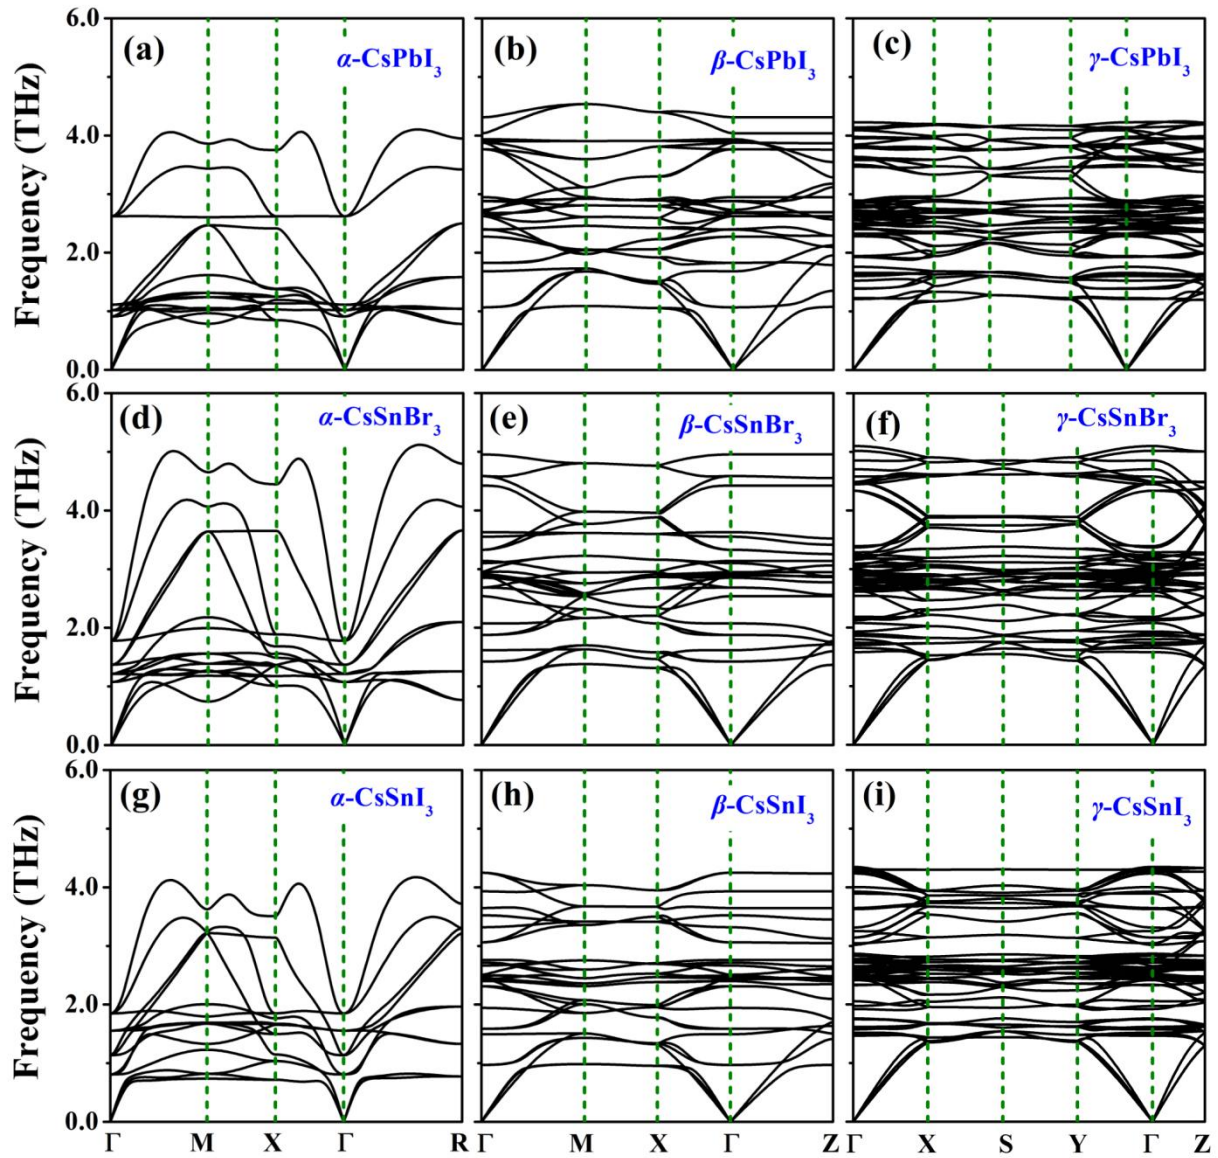 6.0
(a)
α-CsPbI₃
(b)
β-CsPbI₃
(c)
γ-CsPbI₃
Frequency (THz)
4.0
2.0
0.0
6.0
(d)
α-CsSnBr₃
(e)
β-CsSnBr₃
(f)
γ-CsSnBr₃
Frequency (THz)
4.0
2.0
0.0
6.0
(g)
α-CsSnI₃
(h)
β-CsSnI₃
(i)
γ-CsSnI₃
Frequency (THz)
4.0
2.0
0.0
Γ M X Γ R
Γ M X Γ Z
Γ X S Y Γ Z